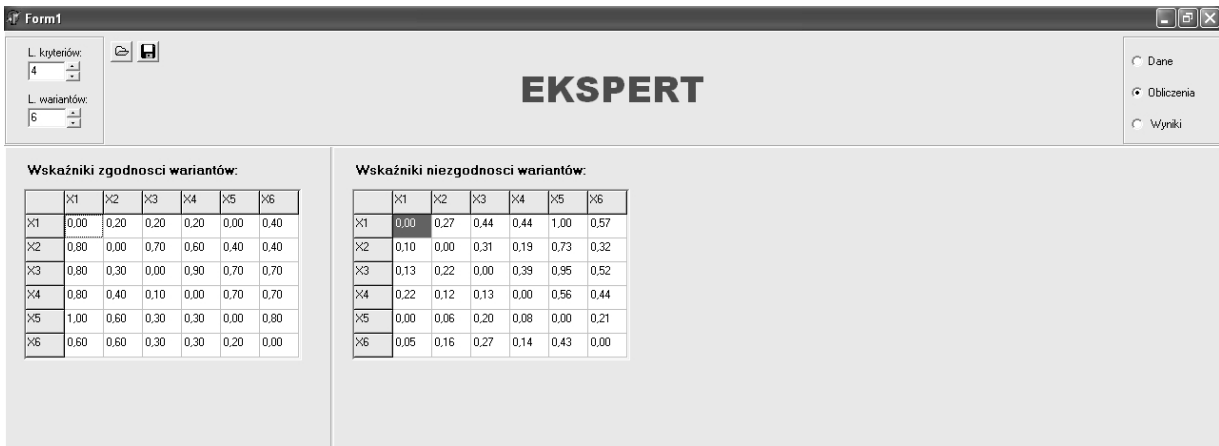 Form1
L. kryteriów:
4
L. wariantów:
6
EKSPERT
Dane
Obliczenia
Wyniki
Wskaźniki zgodnosci wariantów:
X1 X2 X3 X4 X5 X6
X1 0,00 0,20 0,20 0,20 0,00 0,40
X2 0,80 0,00 0,70 0,60 0,40 0,40
X3 0,80 0,30 0,00 0,90 0,70 0,70
X4 0,80 0,40 0,10 0,00 0,70 0,70
X5 1,00 0,60 0,30 0,30 0,00 0,80
X6 0,60 0,60 0,30 0,30 0,20 0,00
Wskaźniki niezgodnosci wariantów:
X1 X2 X3 X4 X5 X6
X1 0,00 0,27 0,44 0,44 1,00 0,57
X2 0,10 0,00 0,31 0,19 0,73 0,32
X3 0,13 0,22 0,00 0,39 0,95 0,52
X4 0,22 0,12 0,13 0,00 0,56 0,44
X5 0,00 0,06 0,20 0,08 0,00 0,21
X6 0,05 0,16 0,27 0,14 0,43 0,00